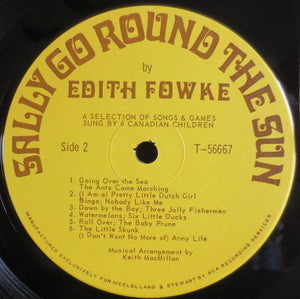 SALLY GO ROUND THE SUN
by
EDITH FOWKE
A SELECTION OF SONGS & GAMES
SUNG BY 6 CANADIAN CHILDREN
Side 2
T-56667
1. Going Over the Sea
The Ants Came Marching
2. (I Am a) Pretty Little Dutch Girl
Bingo; Nobody Like Me
3. Down by the Bay; Three Jolly Fishermen
4. Watermelons; Six Little Ducks
5. Roll Over; The Baby Prune
6. The Little Skunk
(I Don't Want No More of) Army Life
Musical Arrangement by
Keith MacMillan
MANUFACTURED EXCLUSIVELY FOR MCCLELLAND & STEWART BY RCA RECORDING SERVICES